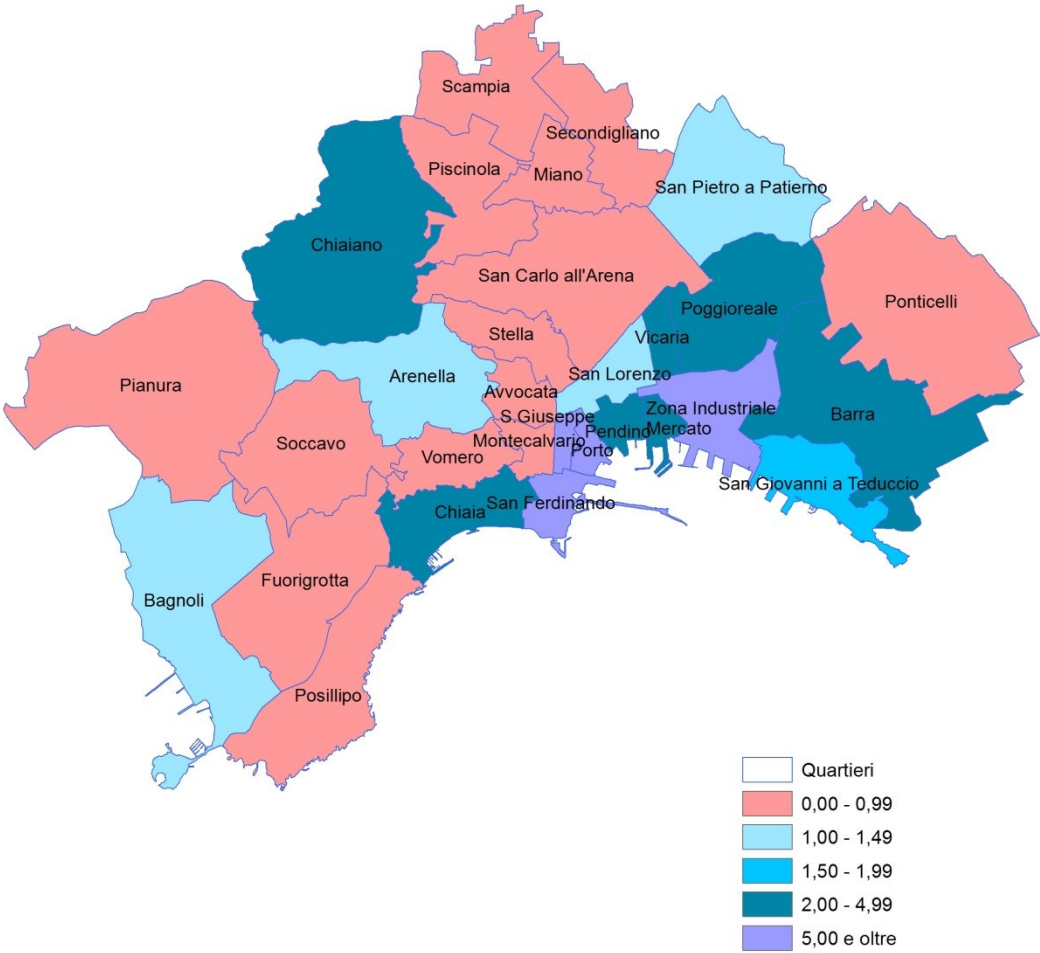 Scampia
Secondigliano
Piscinola
Miano
San Pietro a Patierno
Chiaiano
San Carlo all'Arena
Ponticelli
Poggioreale
Stella
Vicaria
Pianura
Arenella
San Lorenzo
Avvocata
Zona Industriale
Barra
S.Giuseppe
Pendino
Mercato
Soccavo
Montecalvario
Porto
Vomero
San Giovanni a Teduccio
Chiaia
San Ferdinando
Fuorigrotta
Bagnoli
Posillipo
Quartieri
0,00 - 0,99
1,00 - 1,49
1,50 - 1,99
2,00 - 4,99
5,00 e oltre